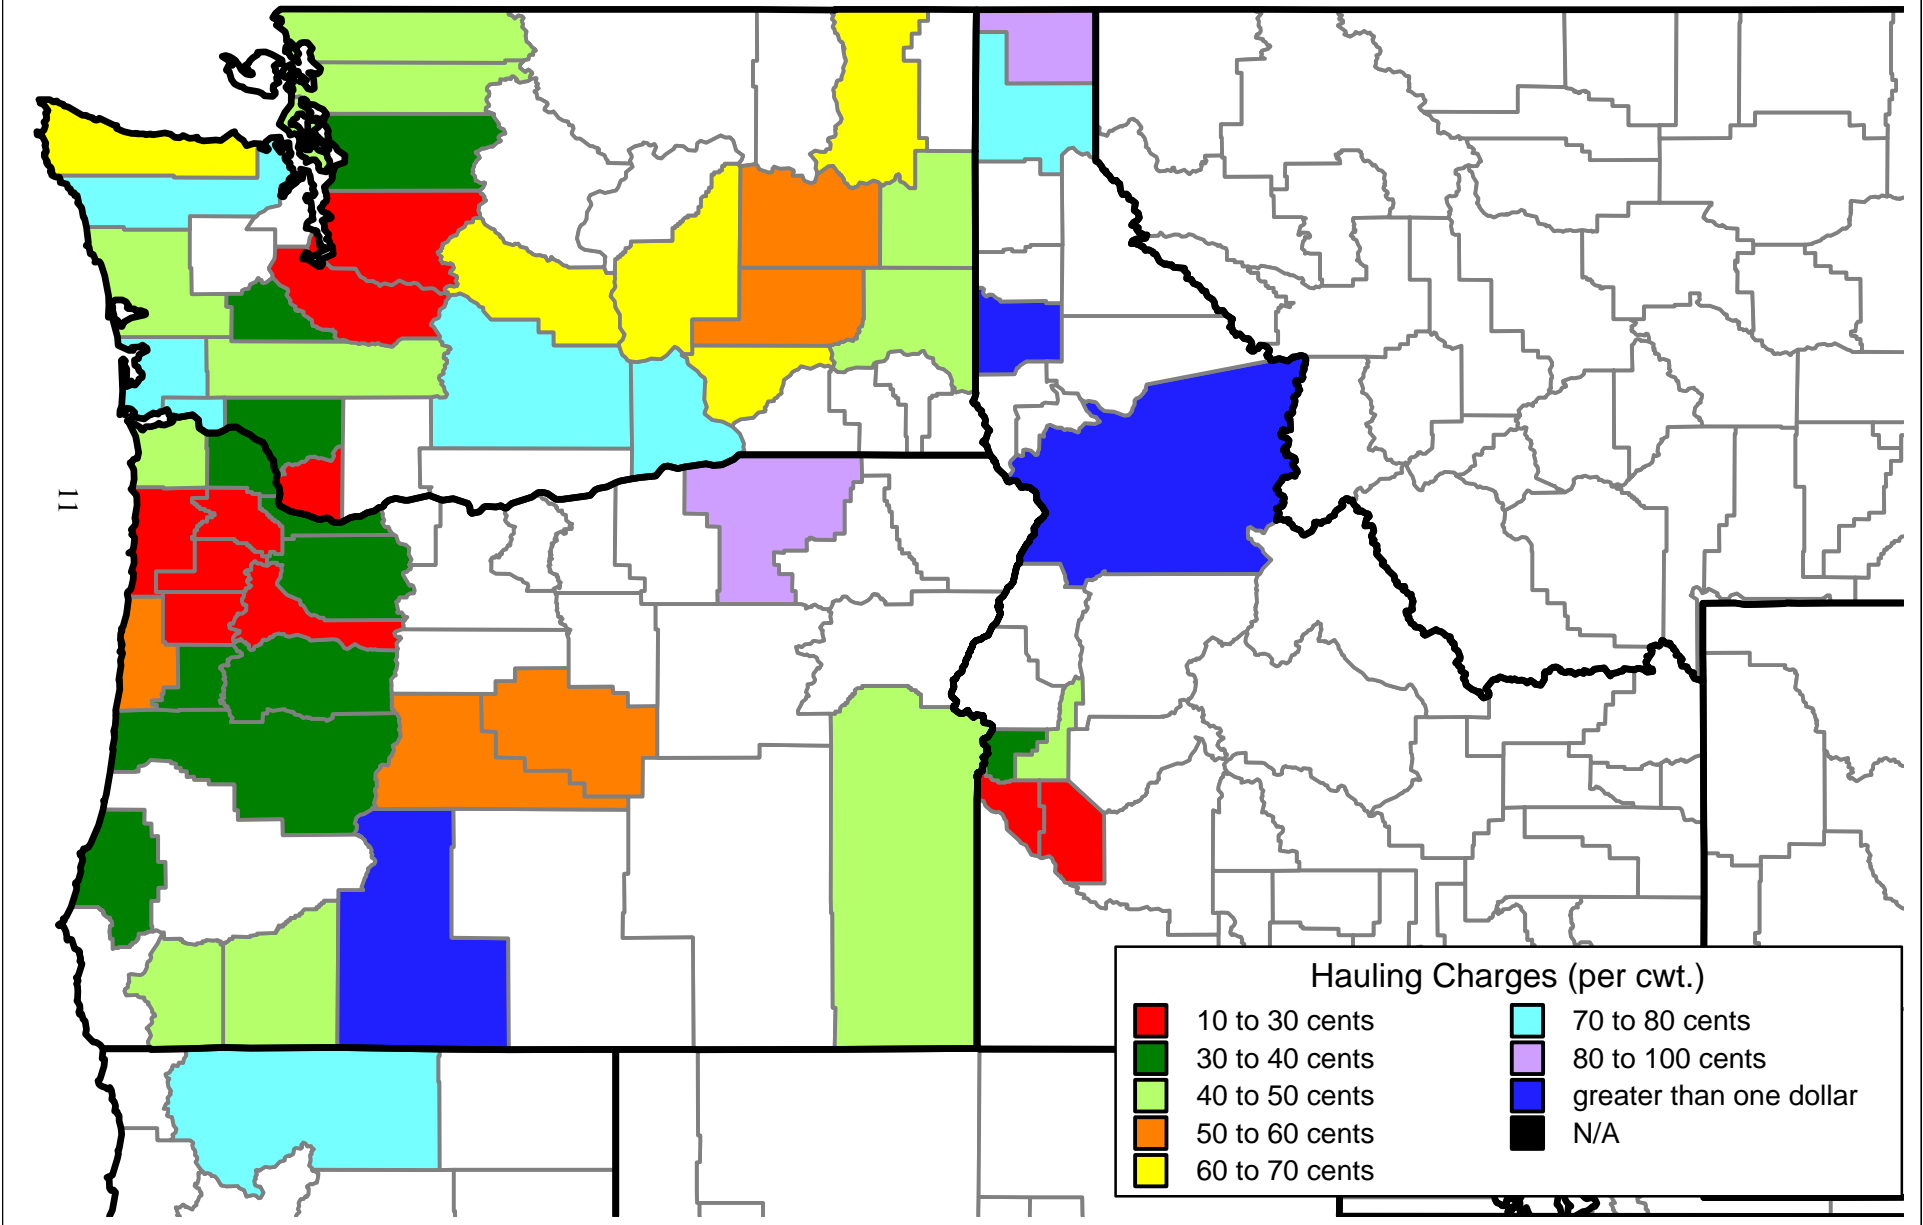 11
Hauling Charges (per cwt.)
10 to 30 cents
30 to 40 cents
40 to 50 cents
50 to 60 cents
60 to 70 cents
70 to 80 cents
80 to 100 cents
greater than one dollar
N/A